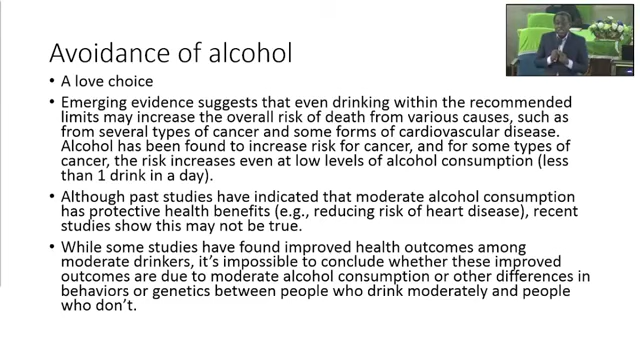 Avoidance of alcohol
• A love choice
• Emerging evidence suggests that even drinking within the recommended
limits may increase the overall risk of death from various causes, such as
from several types of cancer and some forms of cardiovascular disease.
Alcohol has been found to increase risk for cancer, and for some types of
cancer, the risk increases even at low levels of alcohol consumption (less
than 1 drink in a day).
• Although past studies have indicated that moderate alcohol consumption
has protective health benefits (e.g., reducing risk of heart disease), recent
studies show this may not be true.
• While some studies have found improved health outcomes among
moderate drinkers, it's impossible to conclude whether these improved
outcomes are due to moderate alcohol consumption or other differences in
behaviors or genetics between people who drink moderately and people
who don't.